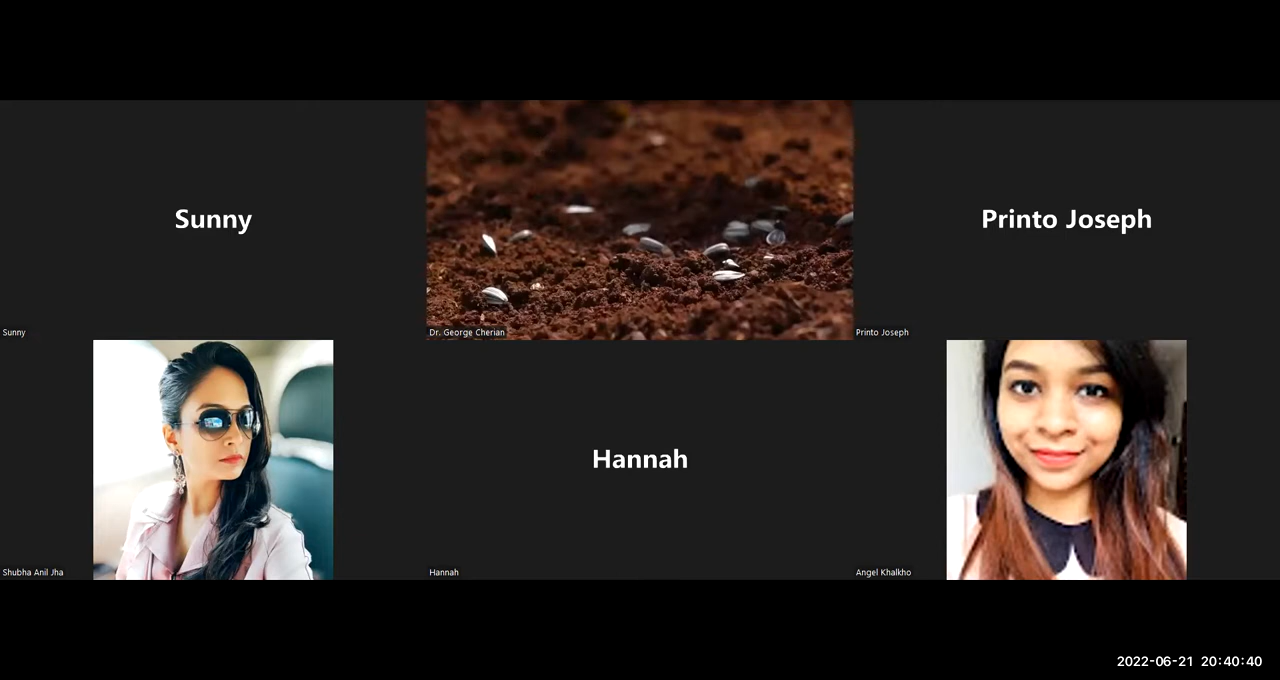 Sunny
Printo Joseph
Sunny
Dr. George Cherian
Printo Joseph
Hannah
Shubha Anil Jha
Hannah
Angel Khalkho
2022-06-21 20:40:40